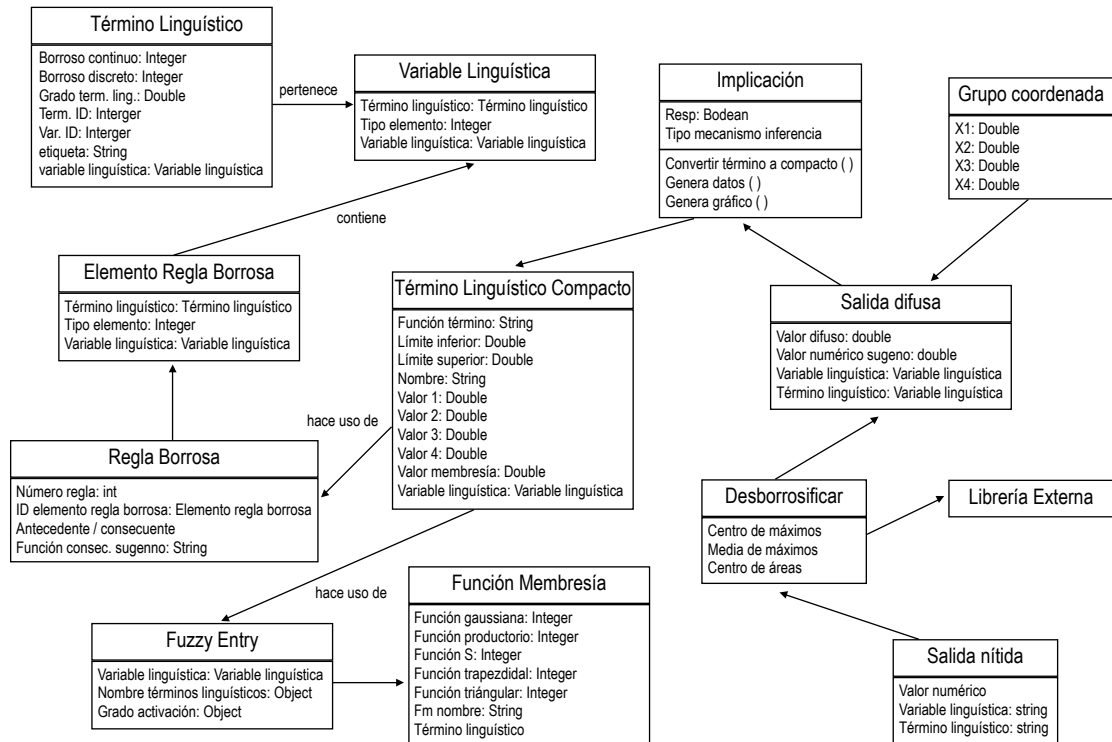 Término Linguístico
Borroso continuo: Integer
Borroso discreto: Integer
Grado term. ling.: Double
Term. ID: Interger
Var. ID: Interger
etiqueta: String
variable linguística: Variable linguística
pertenece
Variable Linguística
Término linguístico: Término linguístico
Tipo elemento: Integer
Variable linguística: Variable linguística
Implicación
Resp: Bodean
Tipo mecanismo inferencia
Convertir término a compacto ( )
Genera datos ( )
Genera gráfico ( )
Grupo coordenada
X1: Double
X2: Double
X3: Double
X4: Double
contiene
Elemento Regla Borrosa
Término linguístico: Término linguístico
Tipo elemento: Integer
Variable linguística: Variable linguística
Término Linguístico Compacto
Función término: String
Límite inferior: Double
Límite superior: Double
Nombre: String
Valor 1: Double
Valor 2: Double
Valor 3: Double
Valor 4: Double
Valor membresía: Double
Variable linguística: Variable linguística
Salida difusa
Valor difuso: double
Valor numérico sugeno: double
Variable linguística: Variable linguística
Término linguístico: Variable linguística
hace uso de
Regla Borrosa
Número regla: int
ID elemento regla borrosa: Elemento regla borrosa
Antecedente / consecuente
Función consec. sugenno: String
Desborrosificar
Centro de máximos
Media de máximos
Centro de áreas
Librería Externa
hace uso de
Función Membresía
Función gaussiana: Integer
Función productorio: Integer
Función S: Integer
Función trapezdidal: Integer
Función triángular: Integer
Fm nombre: String
Término linguístico
Fuzzy Entry
Variable linguística: Variable linguística
Nombre términos linguísticos: Object
Grado activación: Object
Salida nítida
Valor numérico
Variable linguística: string
Término linguístico: string